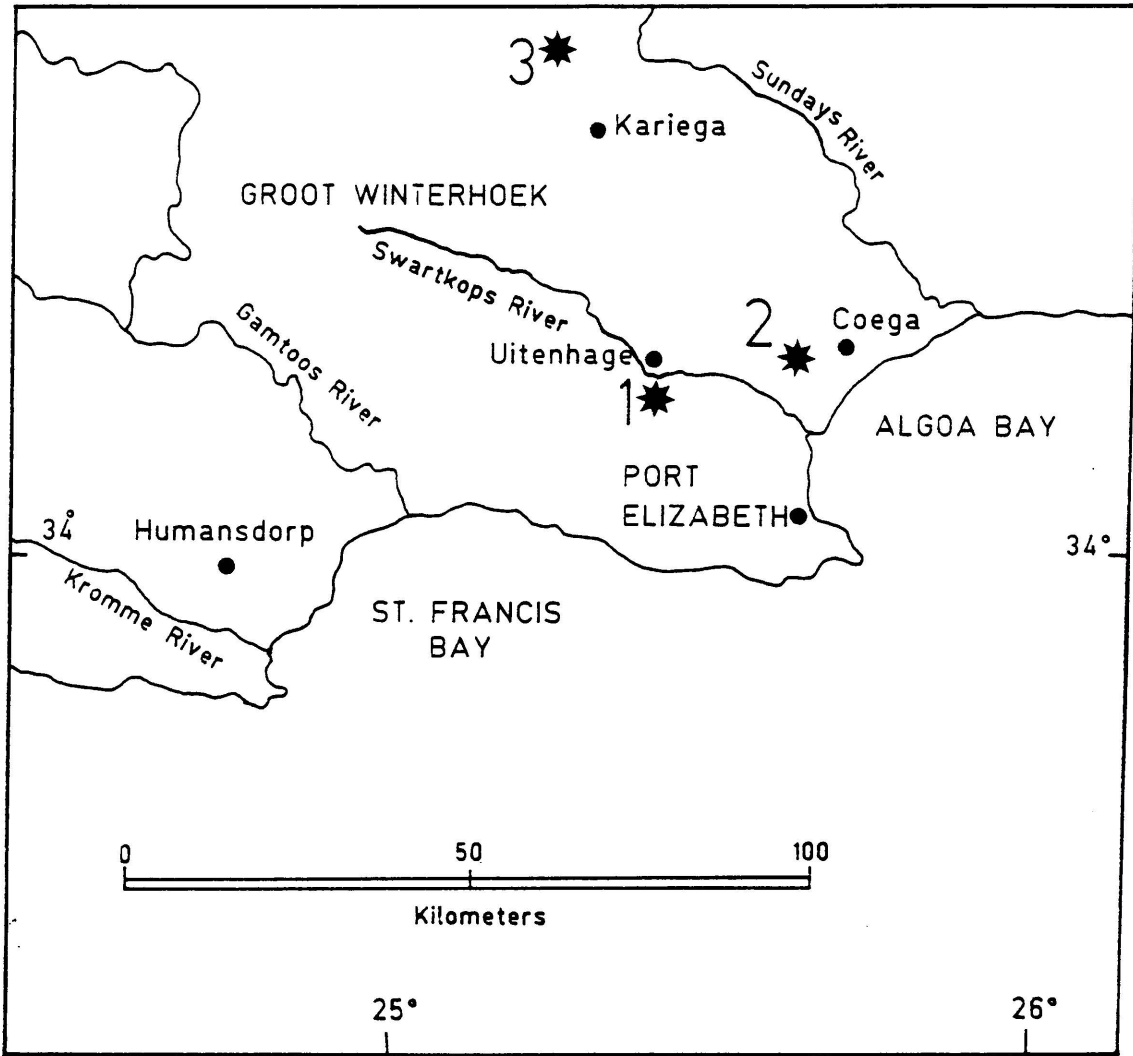 3
Sundays River
Kariega
GROOT WINTERHOEK
Swartkops River
Gamtoos River
2
Coega
Uitenhage
1
ALGOA BAY
PORT
ELIZABETH
34°
Humansdorp
34°
Kromme River
ST. FRANCIS
BAY
0 50 100
Kilometers
25° 26°